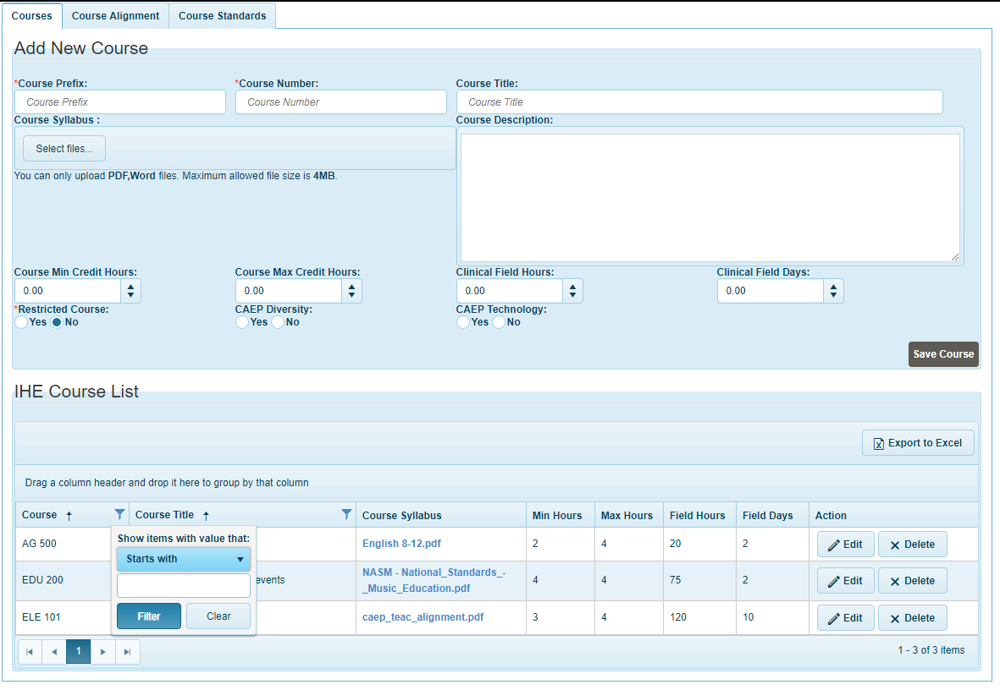 Courses Course Alignment Course Standards
Add New Course
*Course Prefix: *Course Number: Course Title:
Course Prefix Course Number Course Title
Course Syllabus : Course Description:
Select files...
You can only upload PDF,Word files. Maximum allowed file size is 4MB.
Course Min Credit Hours: Course Max Credit Hours: Clinical Field Hours: Clinical Field Days:
0.00 0.00 0.00 0.00
*Restricted Course: CAEP Diversity: CAEP Technology:
Yes No Yes No Yes No
Save Course
IHE Course List
Export to Excel
Drag a column header and drop it here to group by that column
Course Course Title Course Syllabus Min Hours Max Hours Field Hours Field Days Action
Show items with value that:
AG 500 English 8-12.pdf 2 4 20 2 Edit Delete
Starts with
EDU 200 events NASM - National_Standards_-
_Music_Education.pdf 4 4 75 2 Edit Delete
Filter Clear
ELE 101 caep_teac_alignment.pdf 3 4 120 10 Edit Delete
1 1 - 3 of 3 items